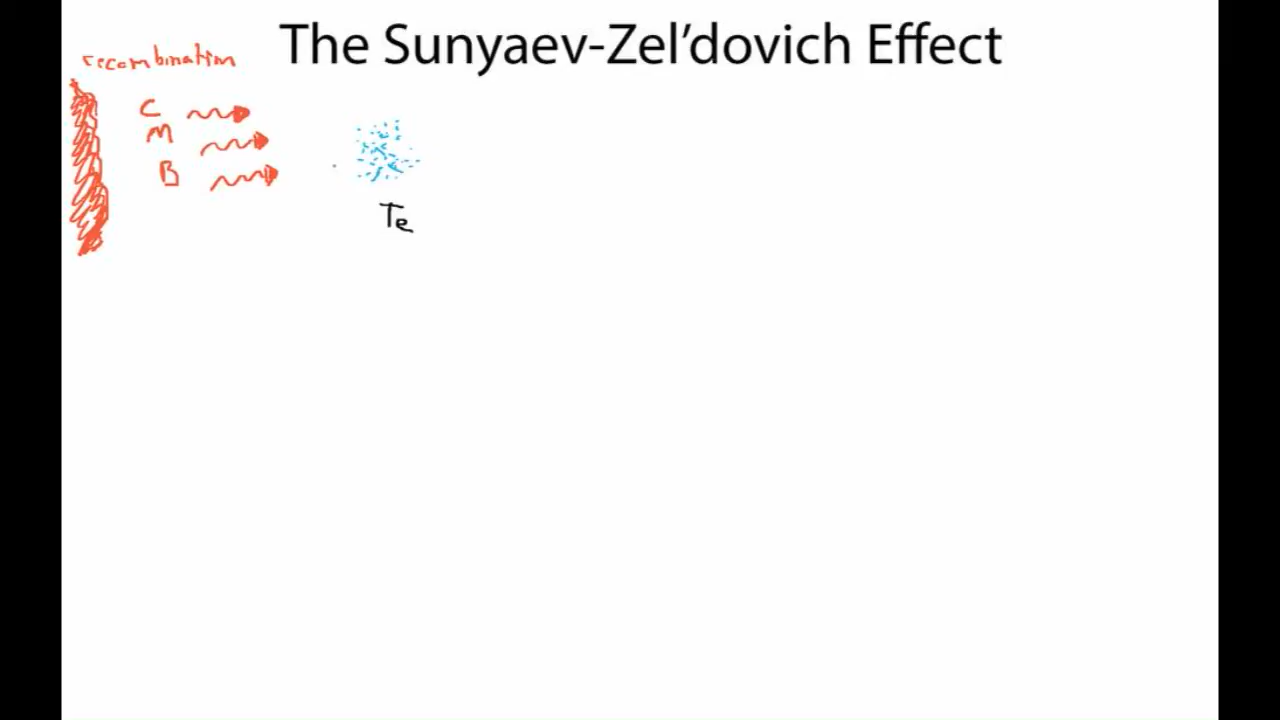 The Sunyaev-Zel’dovich Effect
recombination
C
M
B
Te